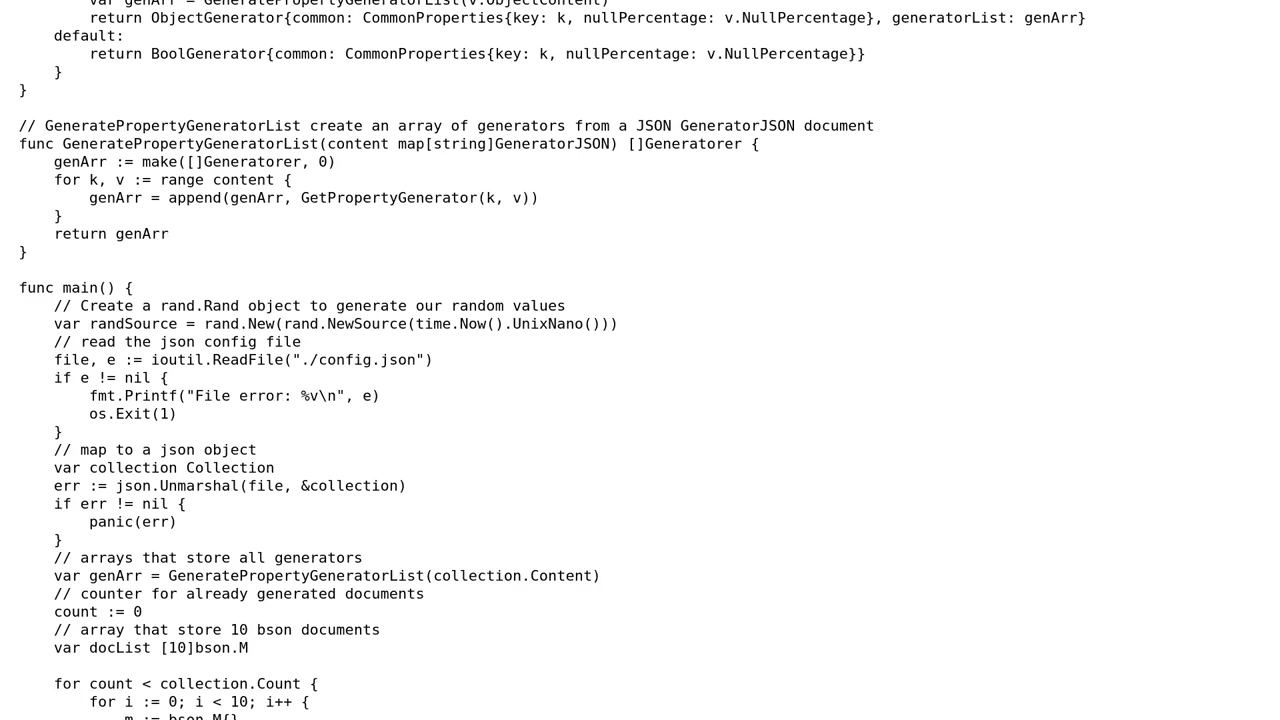 var genArr = GeneratePropertyGeneratorList(v.ObjectContent)
return ObjectGenerator{common: CommonProperties{key: k, nullPercentage: v.NullPercentage}, generatorList: genArr}
default:
return BoolGenerator{common: CommonProperties{key: k, nullPercentage: v.NullPercentage}}
}
}
// GeneratePropertyGeneratorList create an array of generators from a JSON GeneratorJSON document
func GeneratePropertyGeneratorList(content map[string]GeneratorJSON) []Generatorer {
genArr := make([]Generatorer, 0)
for k, v := range content {
genArr = append(genArr, GetPropertyGenerator(k, v))
}
return genArr
}
func main() {
// Create a rand.Rand object to generate our random values
var randSource = rand.New(rand.NewSource(time.Now().UnixNano()))
// read the json config file
file, e := ioutil.ReadFile("./config.json")
if e != nil {
fmt.Printf("File error: %v\n", e)
os.Exit(1)
}
// map to a json object
var collection Collection
err := json.Unmarshal(file, &collection)
if err != nil {
panic(err)
}
// arrays that store all generators
var genArr = GeneratePropertyGeneratorList(collection.Content)
// counter for already generated documents
count := 0
// array that store 10 bson documents
var docList [10]bson.M
for count < collection.Count {
for i := 0; i < 10; i++ {
m := bson.M{}